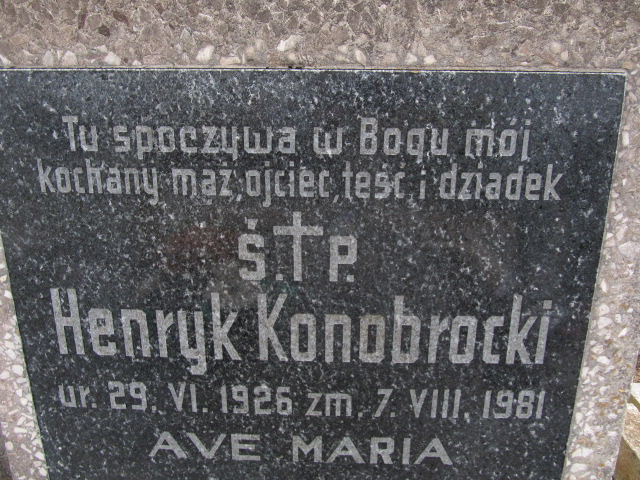 Tu spoczywa w Bogu mój
kochany mąż, ojciec, teść i dziadek
Ś.†P.
Henryk Konobrocki
ur. 29. VI. 1926 zm. 7. VIII. 1981
AVE MARIA